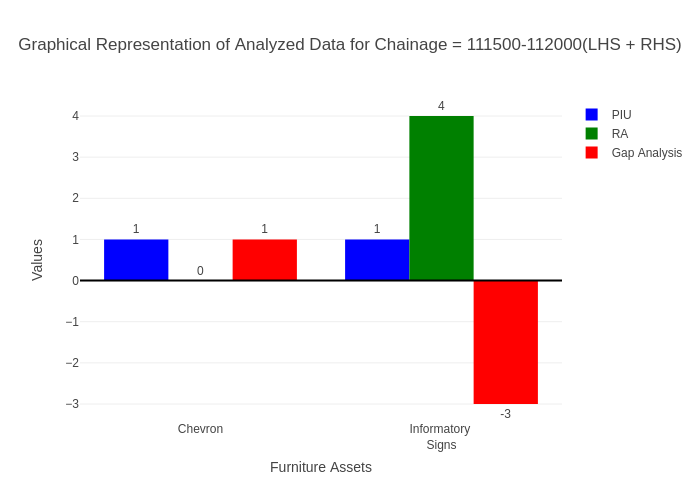 Graphical Representation of Analyzed Data for Chainage = 111500-112000(LHS + RHS)
PIU
RA
Gap Analysis
Values
4
3
2
1
0
−1
−2
−3
1
0
1
1
4
-3
Chevron
Informatory
Signs
Furniture Assets